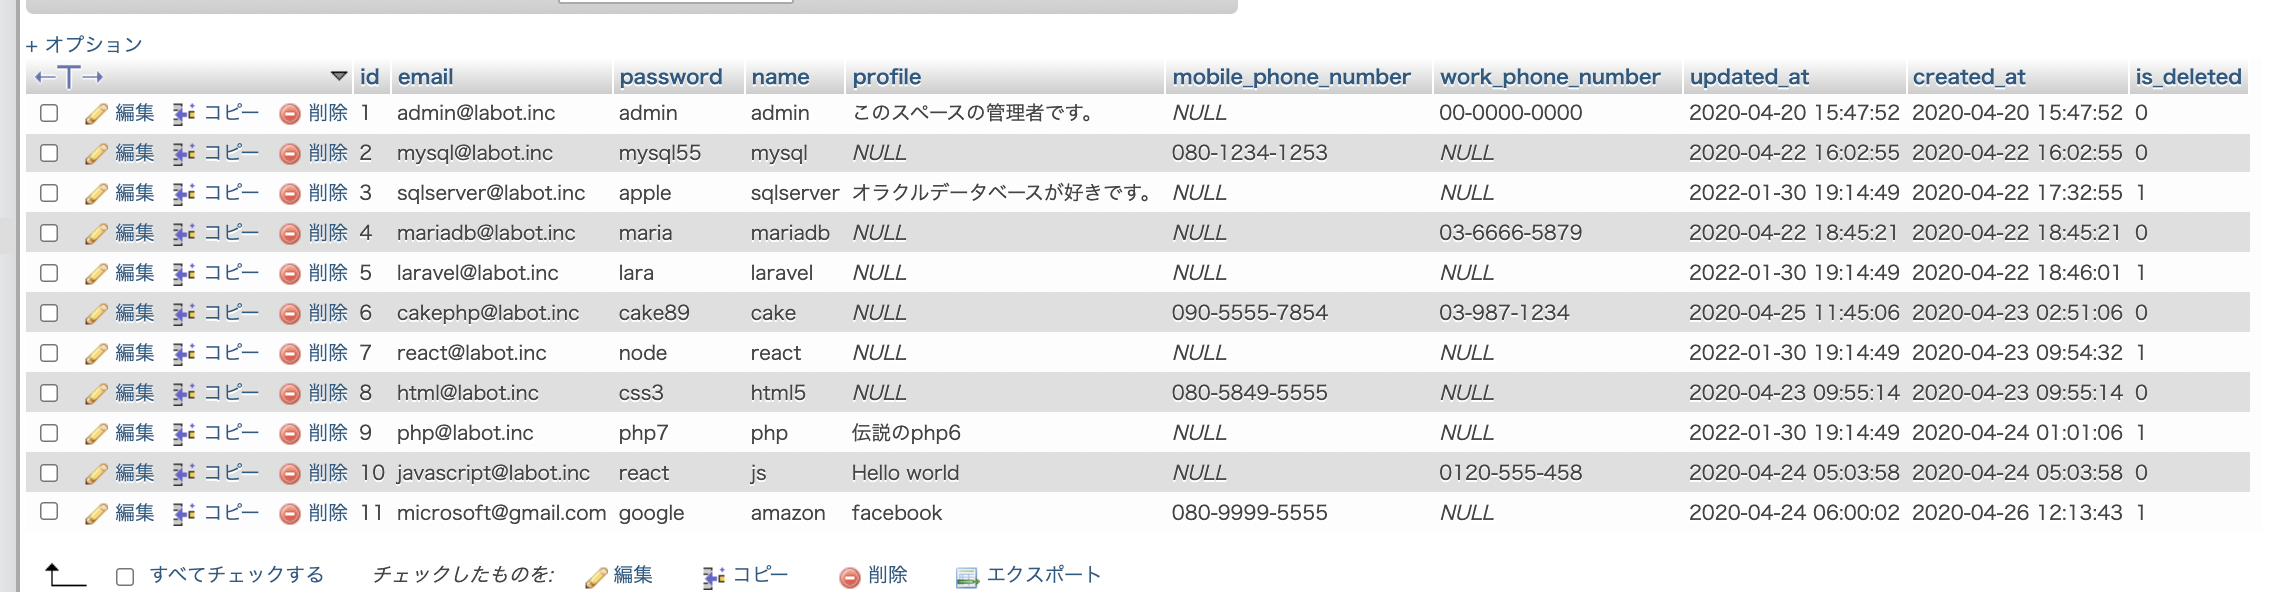 + オプション
←T→ id email password name profile mobile_phone_number work_phone_number updated_at created_at is_deleted
編集 コピー 削除 1 admin@labot.inc admin admin このスペースの管理者です。 NULL 00-0000-0000 2020-04-20 15:47:52 2020-04-20 15:47:52 0
編集 コピー 削除 2 mysql@labot.inc mysql55 mysql NULL 080-1234-1253 NULL 2020-04-22 16:02:55 2020-04-22 16:02:55 0
編集 コピー 削除 3 sqlserver@labot.inc apple sqlserver オラクルデータベースが好きです。 NULL NULL 2022-01-30 19:14:49 2020-04-22 17:32:55 1
編集 コピー 削除 4 mariadb@labot.inc maria mariadb NULL NULL 03-6666-5879 2020-04-22 18:45:21 2020-04-22 18:45:21 0
編集 コピー 削除 5 laravel@labot.inc lara laravel NULL NULL NULL 2022-01-30 19:14:49 2020-04-22 18:46:01 1
編集 コピー 削除 6 cakephp@labot.inc cake89 cake NULL 090-5555-7854 03-987-1234 2020-04-25 11:45:06 2020-04-23 02:51:06 0
編集 コピー 削除 7 react@labot.inc node react NULL NULL NULL 2022-01-30 19:14:49 2020-04-23 09:54:32 1
編集 コピー 削除 8 html@labot.inc css3 html5 NULL 080-5849-5555 NULL 2020-04-23 09:55:14 2020-04-23 09:55:14 0
編集 コピー 削除 9 php@labot.inc php7 php 伝説のphp6 NULL NULL 2022-01-30 19:14:49 2020-04-24 01:01:06 1
編集 コピー 削除 10 javascript@labot.inc react js Hello world NULL 0120-555-458 2020-04-24 05:03:58 2020-04-24 05:03:58 0
編集 コピー 削除 11 microsoft@gmail.com google amazon facebook 080-9999-5555 NULL 2020-04-24 06:00:02 2020-04-26 12:13:43 1
すべてチェックする チェックしたものを: 編集 コピー 削除 エクスポート